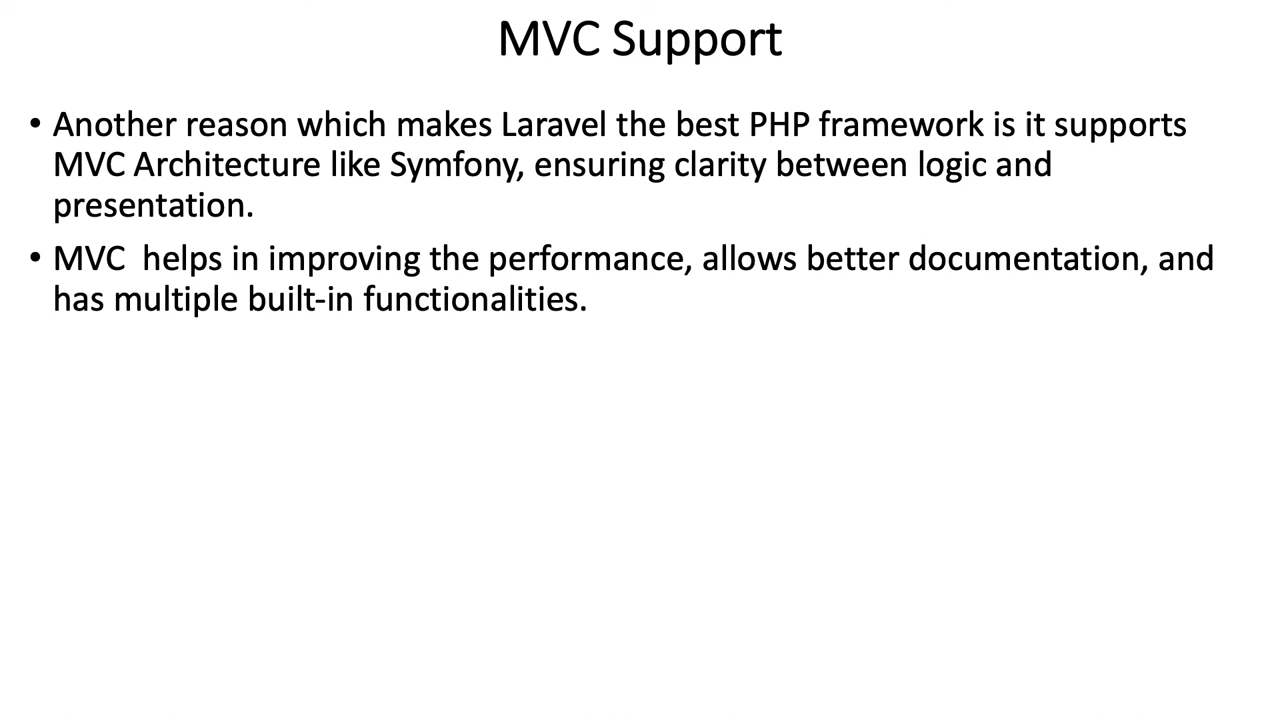 MVC Support
• Another reason which makes Laravel the best PHP framework is it supports
MVC Architecture like Symfony, ensuring clarity between logic and
presentation.
• MVC  helps in improving the performance, allows better documentation, and
has multiple built-in functionalities.